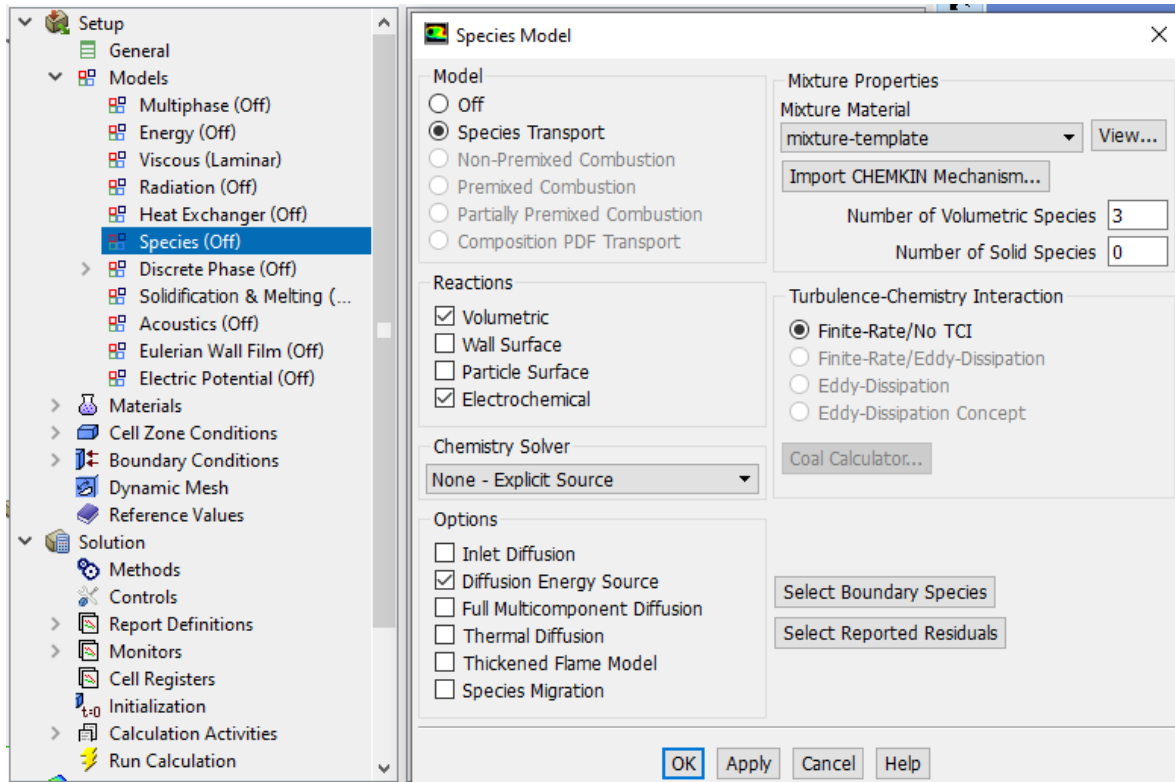 Setup
General
Models
Multiphase (Off)
Energy (Off)
Viscous (Laminar)
Radiation (Off)
Heat Exchanger (Off)
Species (Off)
Discrete Phase (Off)
Solidification & Melting (...
Acoustics (Off)
Eulerian Wall Film (Off)
Electric Potential (Off)
Materials
Cell Zone Conditions
Boundary Conditions
Dynamic Mesh
Reference Values
Solution
Methods
Controls
Report Definitions
Monitors
Cell Registers
t=0 Initialization
Calculation Activities
Run Calculation
Species Model
Model
Off
Species Transport
Non-Premixed Combustion
Premixed Combustion
Partially Premixed Combustion
Composition PDF Transport
Reactions
Volumetric
Wall Surface
Particle Surface
Electrochemical
Chemistry Solver
None - Explicit Source
Options
Inlet Diffusion
Diffusion Energy Source
Full Multicomponent Diffusion
Thermal Diffusion
Thickened Flame Model
Species Migration
Mixture Properties
Mixture Material
mixture-template View...
Import CHEMKIN Mechanism...
Number of Volumetric Species 3
Number of Solid Species 0
Turbulence-Chemistry Interaction
Finite-Rate/No TCI
Finite-Rate/Eddy-Dissipation
Eddy-Dissipation
Eddy-Dissipation Concept
Coal Calculator...
Select Boundary Species
Select Reported Residuals
OK Apply Cancel Help